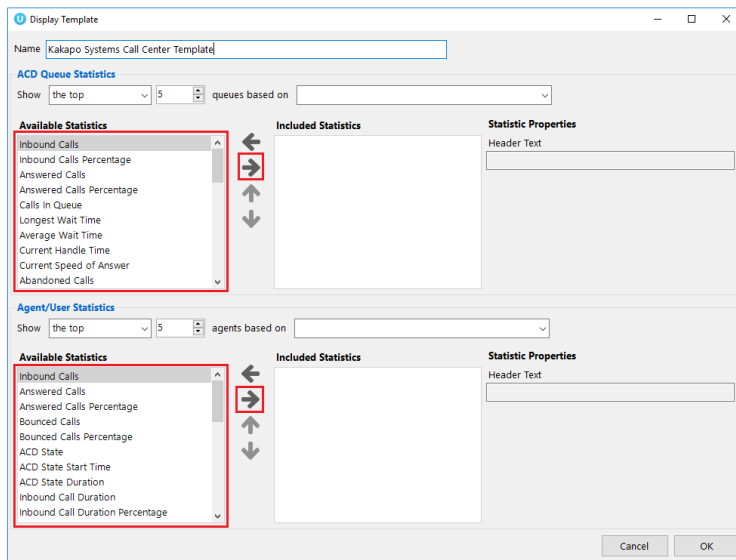 Display Template
Name Kakapo Systems Call Center Template
ACD Queue Statistics
Show the top 5 queues based on
Available Statistics
Included Statistics
Statistic Properties
Header Text
Inbound Calls
Inbound Calls Percentage
Answered Calls
Answered Calls Percentage
Calls In Queue
Longest Wait Time
Average Wait Time
Current Handle Time
Current Speed of Answer
Abandoned Calls
Agent/User Statistics
Show the top 5 agents based on
Available Statistics
Included Statistics
Statistic Properties
Header Text
Inbound Calls
Answered Calls
Answered Calls Percentage
Bounced Calls
Bounced Calls Percentage
ACD State
ACD State Start Time
ACD State Duration
Inbound Call Duration
Inbound Call Duration Percentage
Cancel
OK